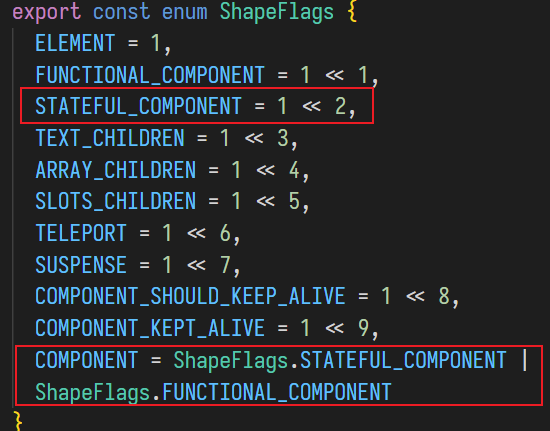 export const enum ShapeFlags {
ELEMENT = 1,
FUNCTIONAL_COMPONENT = 1 << 1,
STATEFUL_COMPONENT = 1 << 2,
TEXT_CHILDREN = 1 << 3,
ARRAY_CHILDREN = 1 << 4,
SLOTS_CHILDREN = 1 << 5,
TELEPORT = 1 << 6,
SUSPENSE = 1 << 7,
COMPONENT_SHOULD_KEEP_ALIVE = 1 << 8,
COMPONENT_KEPT_ALIVE = 1 << 9,
COMPONENT = ShapeFlags.STATEFUL_COMPONENT |
ShapeFlags.FUNCTIONAL_COMPONENT
}